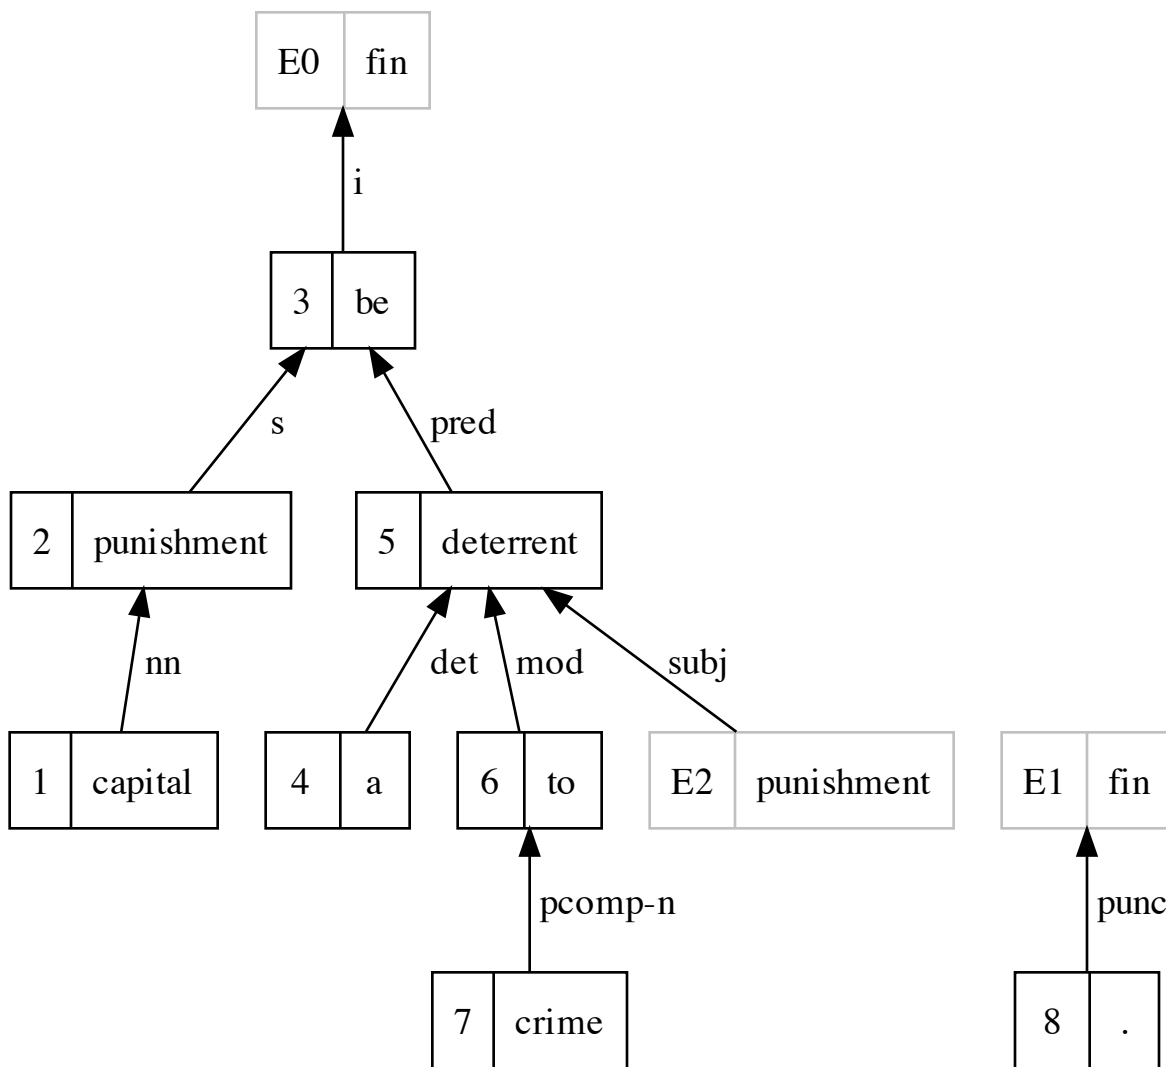 E0 fin
i
3 be
s pred
2 punishment 5 deterrent
nn det mod subj
1 capital 4 a 6 to E2 punishment E1 fin
pcomp-n punc
7 crime 8 .